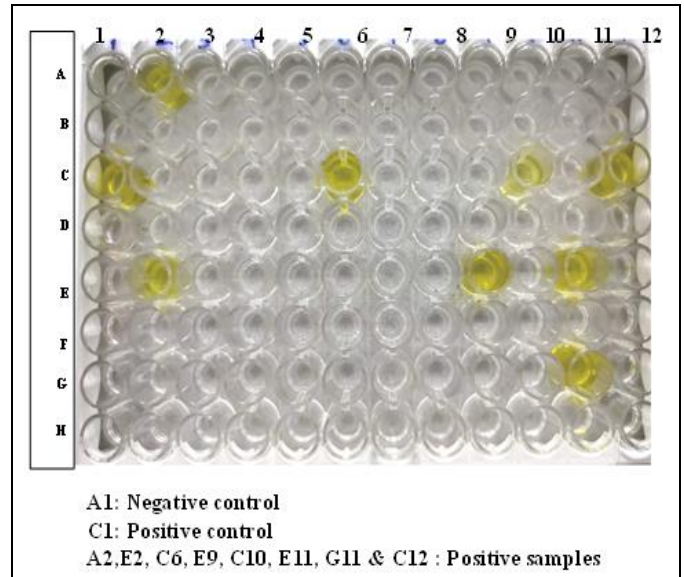 1 2 3 4 5 6 7 8 9 10 11 12
A
B
C
D
E
F
G
H
A1: Negative control
C1: Positive control
A2,E2, C6, E9, C10, E11, G11 & C12 : Positive samples